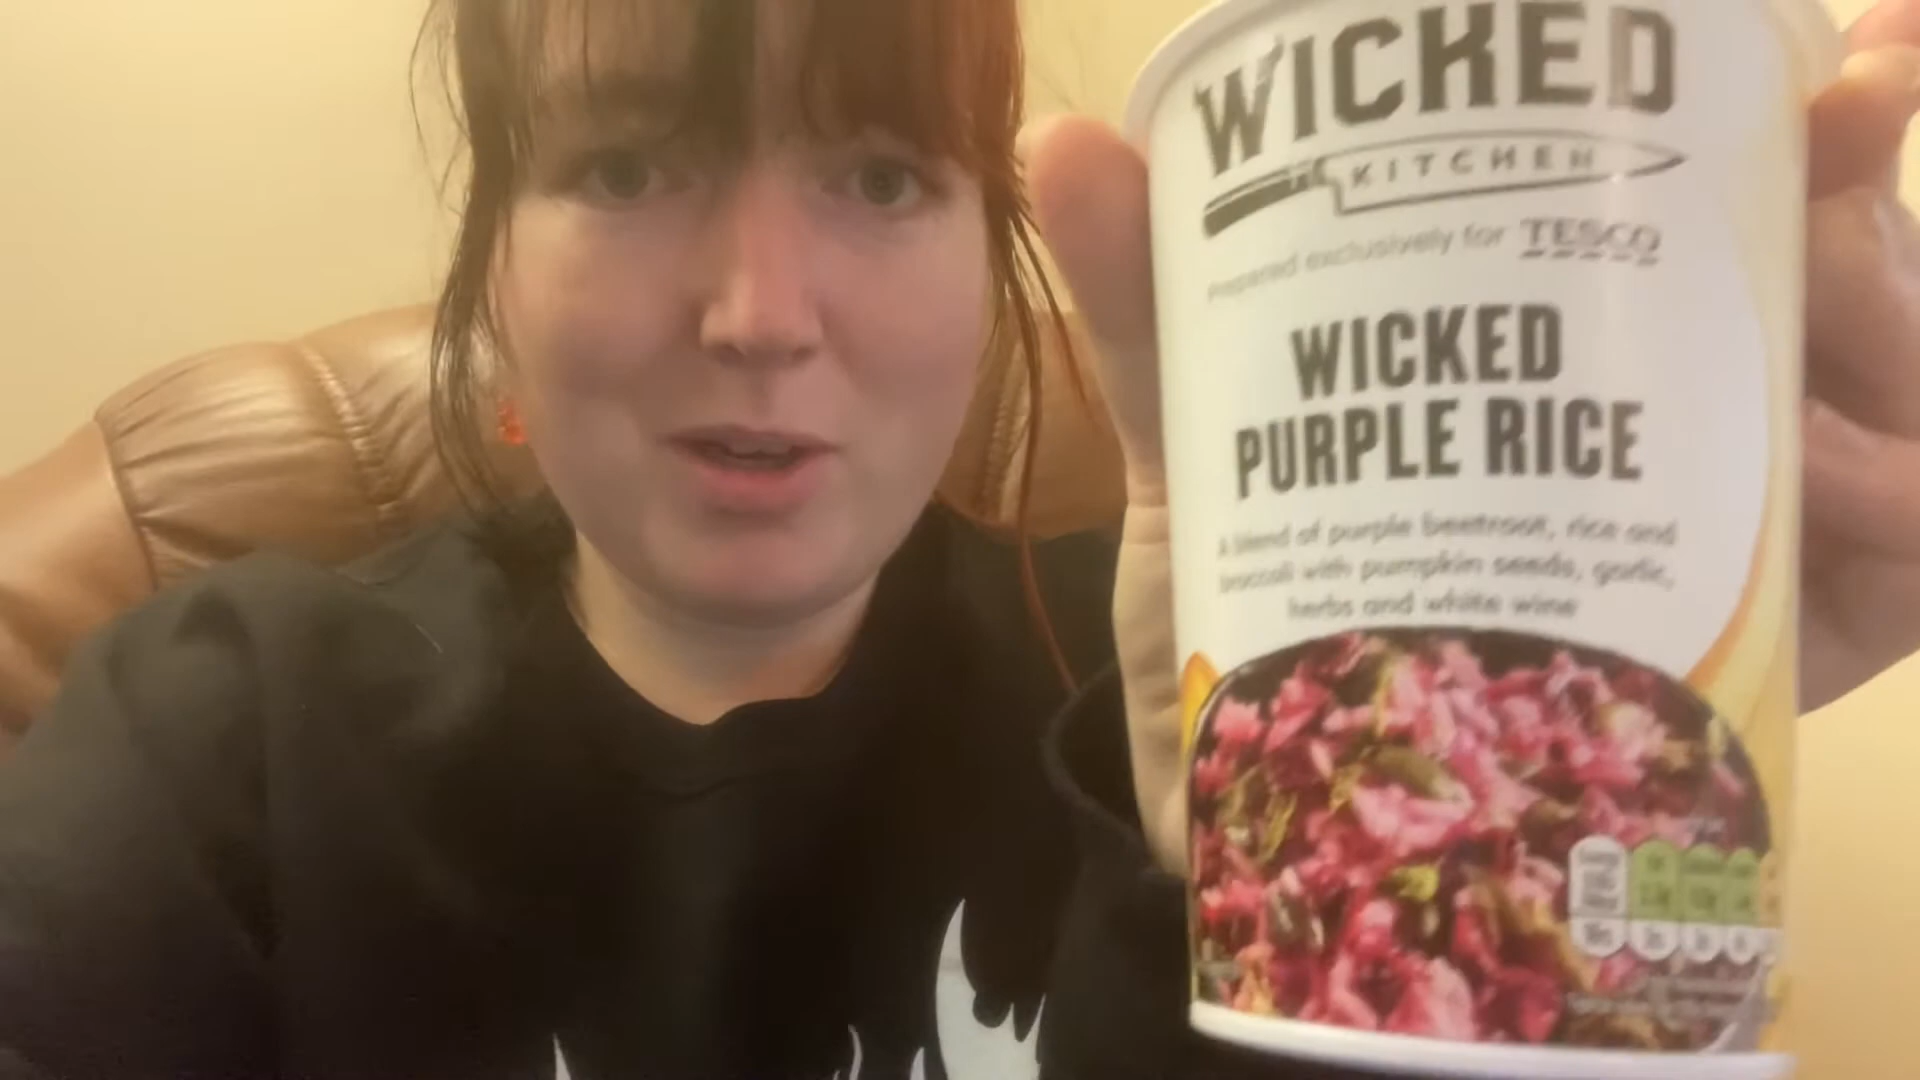 WICKED
KITCHEN
Prepared exclusively for TESCO
WICKED
PURPLE RICE
A blend of purple beetroot, rice and
broccoli with pumpkin seeds, garlic,
herbs and white wine